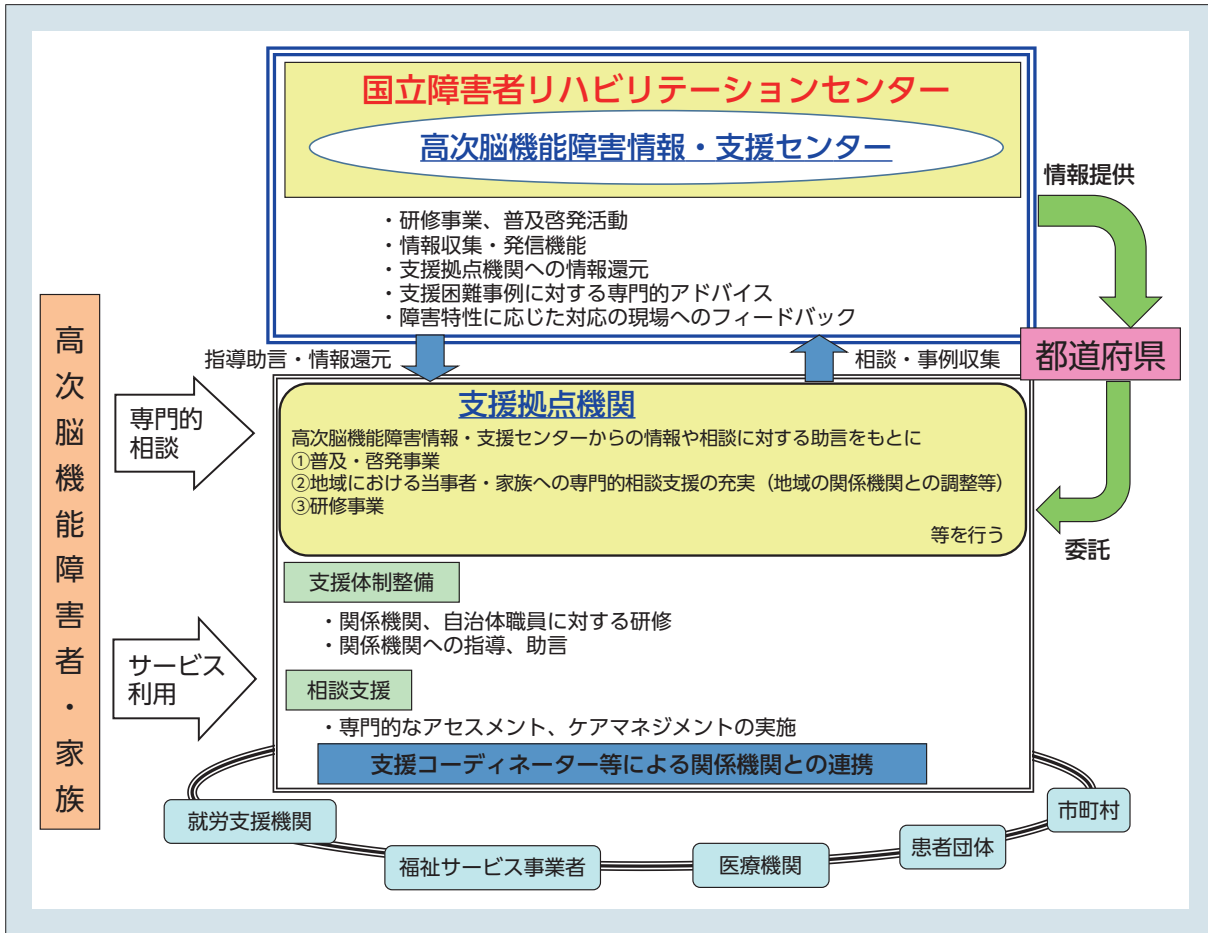 国立障害者リハビリテーションセンター
高次脳機能障害情報・支援センター
・研修事業、普及啓発活動
・情報収集・発信機能
・支援拠点機関への情報還元
・支援困難事例に対する専門的アドバイス
・障害特性に応じた対応の現場へのフィードバック
情報提供
都道府県
委託
指導助言・情報還元
相談・事例収集
高次脳機能障害者・家族
専門的
相談
サービス
利用
支援拠点機関
高次脳機能障害情報・支援センターからの情報や相談に対する助言をもとに
①普及・啓発事業
②地域における当事者・家族への専門的相談支援の充実（地域の関係機関との調整等）
③研修事業
等を行う
支援体制整備
・関係機関、自治体職員に対する研修
・関係機関への指導、助言
相談支援
・専門的なアセスメント、ケアマネジメントの実施
支援コーディネーター等による関係機関との連携
就労支援機関
福祉サービス事業者
医療機関
患者団体
市町村